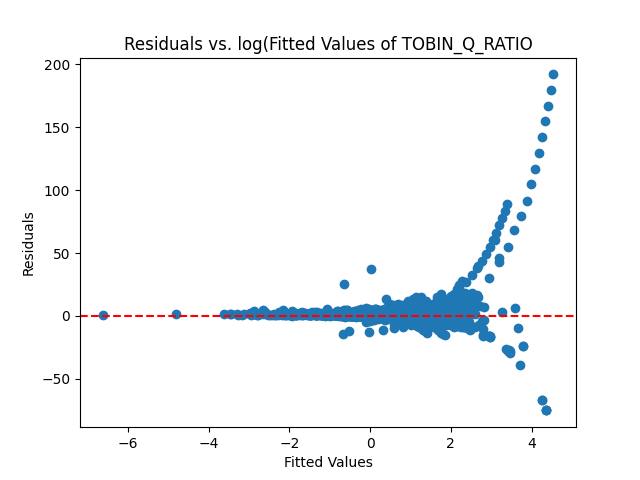 Residuals vs. log(Fitted Values of TOBIN_Q_RATIO
200
150
100
50
0
−50
Residuals
−6 −4 −2 0 2 4
Fitted Values